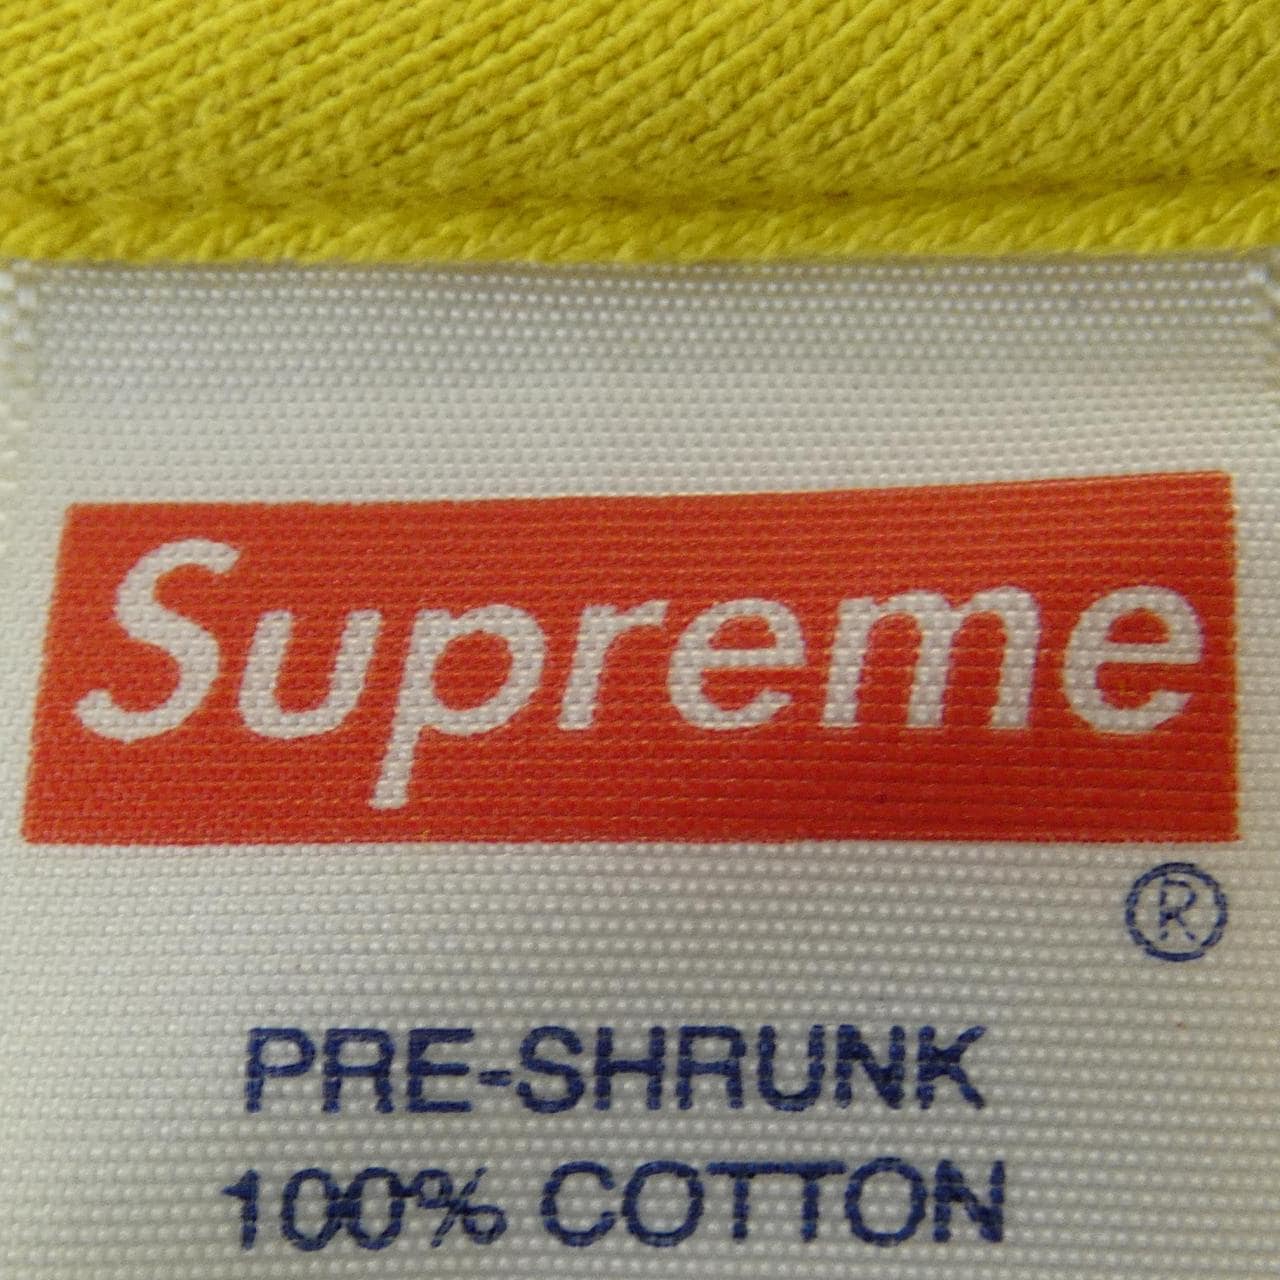 Supreme
®
PRE-SHRUNK
100% COTTON